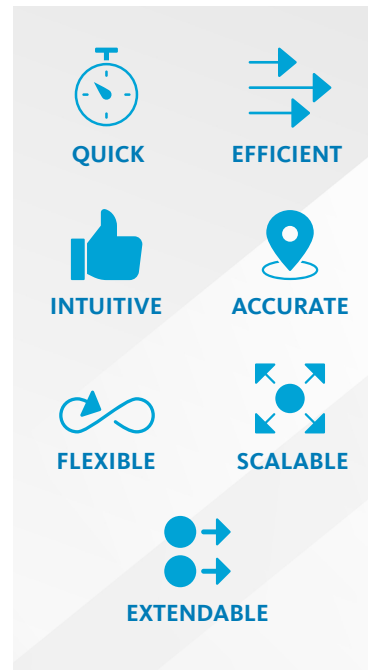 QUICK
EFFICIENT
INTUITIVE
ACCURATE
FLEXIBLE
SCALABLE
EXTENDABLE